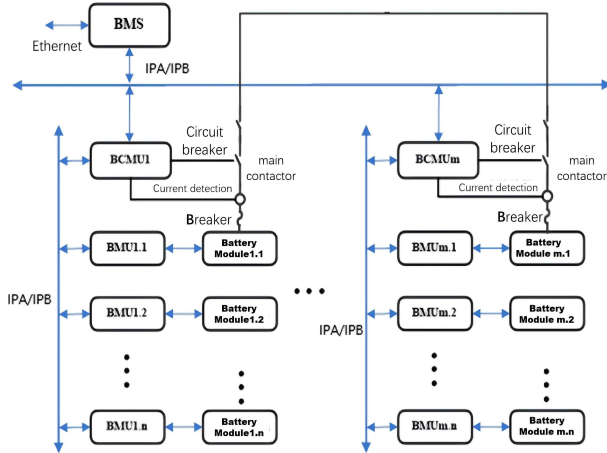 BMS
Ethernet
IPA/IPB
Circuit
breaker
BCMU1
main
contactor
Current detection
Breaker
BMU1.1
Battery
Module1.1
IPA/IPB
BMU1.2
Battery
Module1.2
BMU1.n
Battery
Module1.n
Circuit
breaker
BCMUm
main
contactor
Current detection
Breaker
BMUm.1
Battery
Module m.1
IPA/IPB
BMUm.2
Battery
Module m.2
BMUm.n
Battery
Module m.n